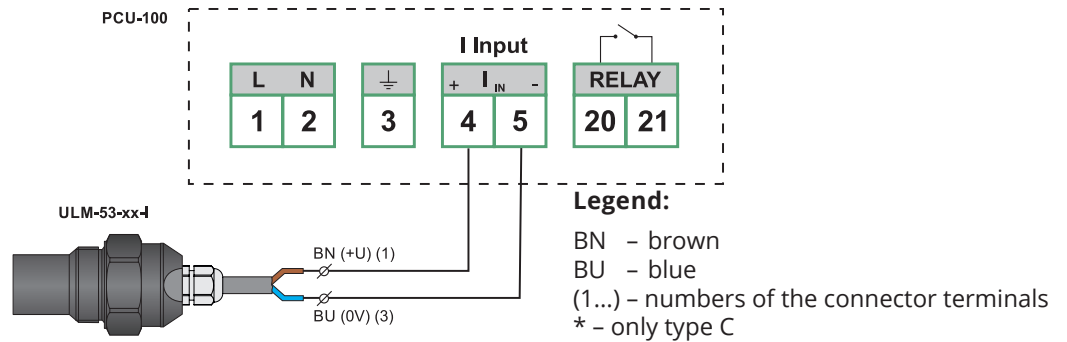 PCU-100
I Input
L N ⏚ + I IN - RELAY
1 2 3 4 5 20 21
ULM-53-xx-I
BN (+U) (1)
BU (0V) (3)
Legend:
BN – brown
BU – blue
(1...) – numbers of the connector terminals
* – only type C